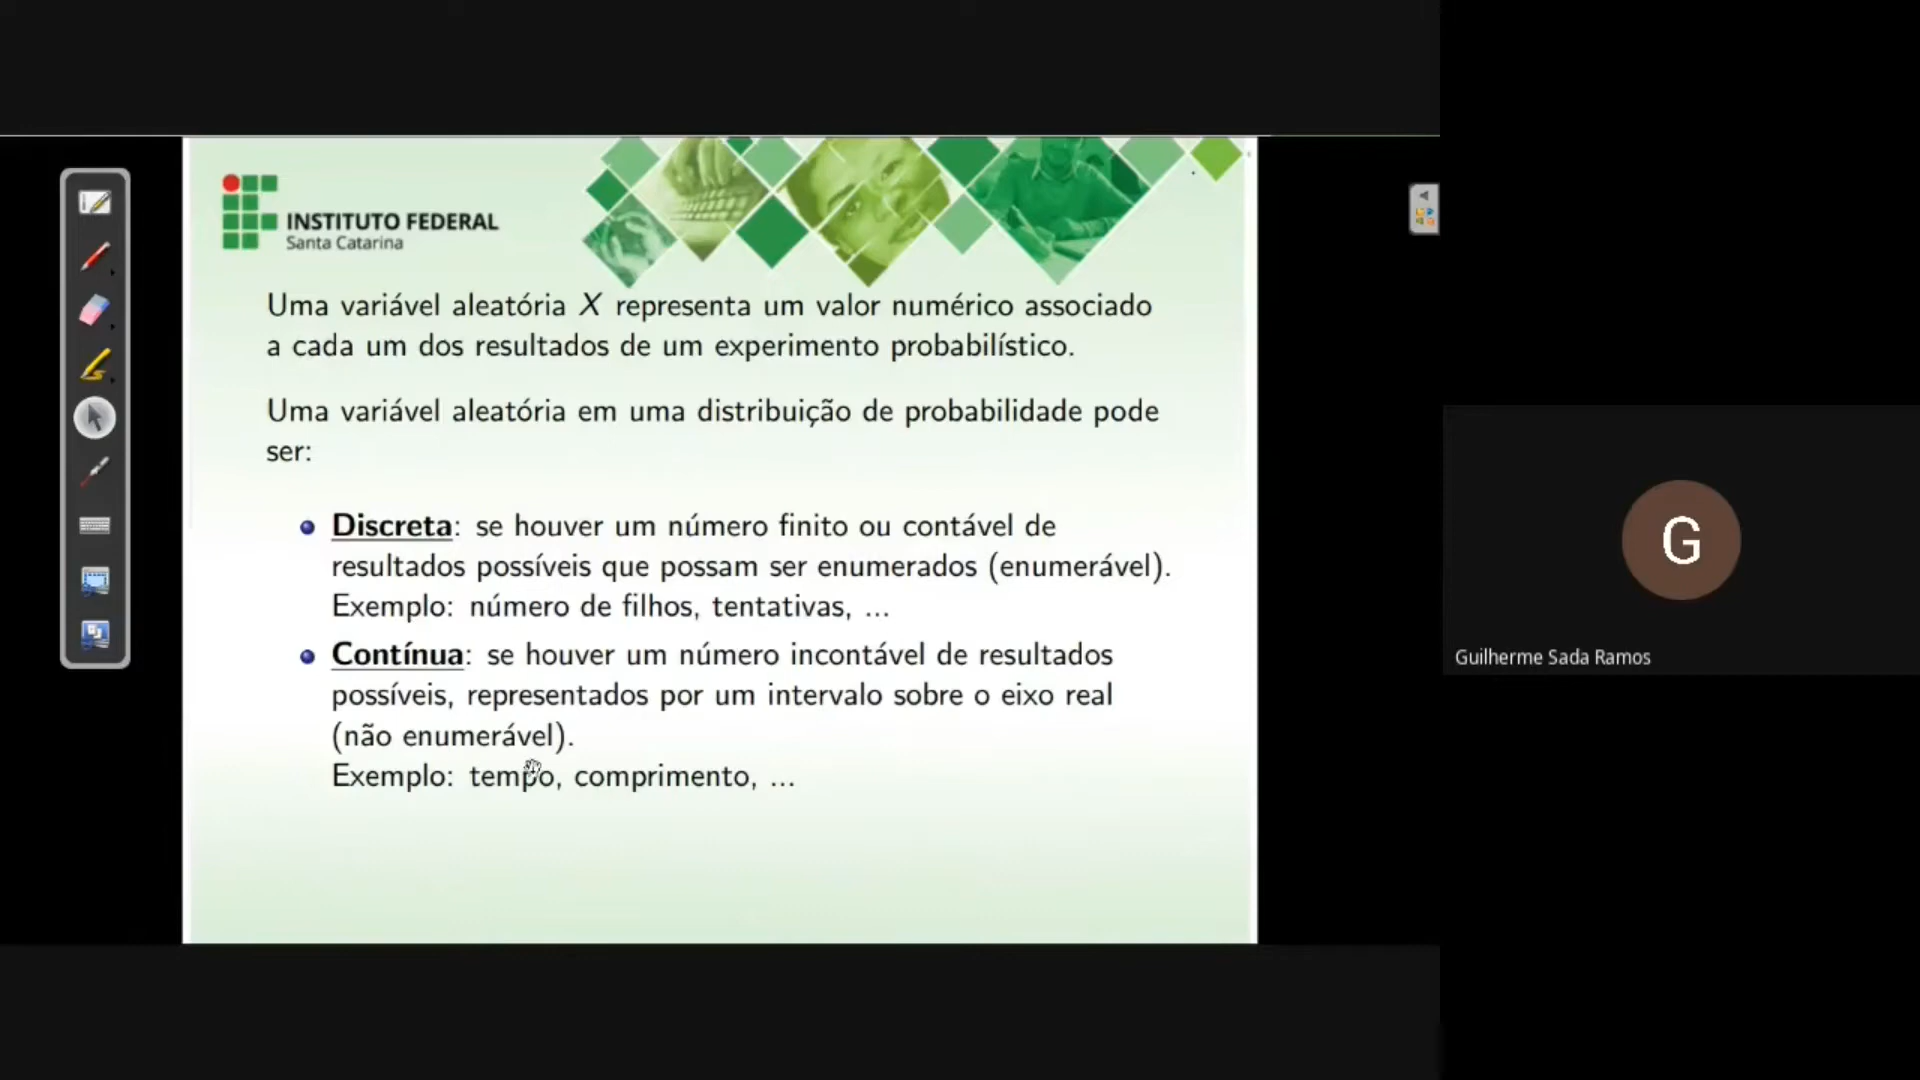 INSTITUTO FEDERAL
Santa Catarina
Uma variável aleatória X representa um valor numérico associado
a cada um dos resultados de um experimento probabilístico.
Uma variável aleatória em uma distribuição de probabilidade pode
ser:
Discreta: se houver um número finito ou contável de
resultados possíveis que possam ser enumerados (enumerável).
Exemplo: número de filhos, tentativas, ...
Contínua: se houver um número incontável de resultados
possíveis, representados por um intervalo sobre o eixo real
(não enumerável).
Exemplo: tempo, comprimento, ...
G
Guilherme Sada Ramos